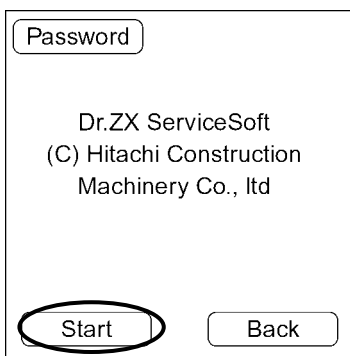 Password
Dr.ZX ServiceSoft
(C) Hitachi Construction
Machinery Co., ltd
Start
Back